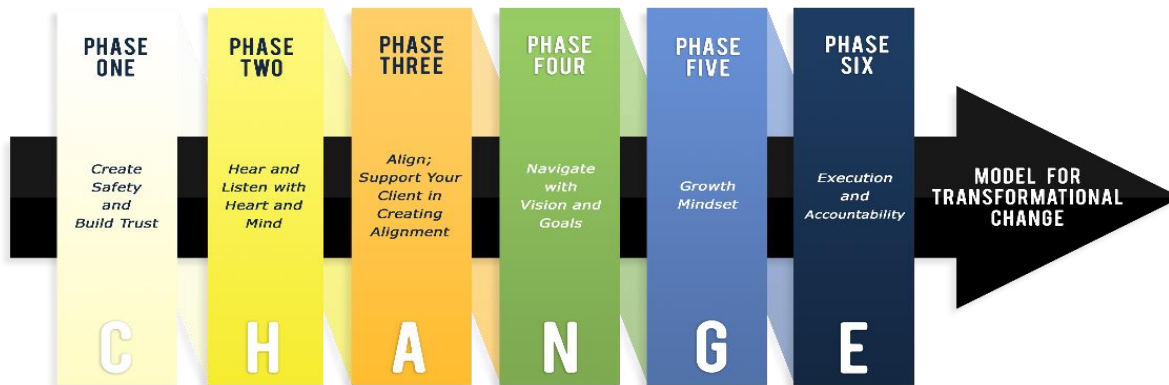 PHASE
ONE
Create
Safety
and
Build Trust
C
PHASE
TWO
Hear and
Listen with
Heart and
Mind
H
PHASE
THREE
Align;
Support Your
Client in
Creating
Alignment
A
PHASE
FOUR
Navigate
with
Vision and
Goals
N
PHASE
FIVE
Growth
Mindset
G
PHASE
SIX
Execution
and
Accountability
E
MODEL FOR
TRANSFORMATIONAL
CHANGE